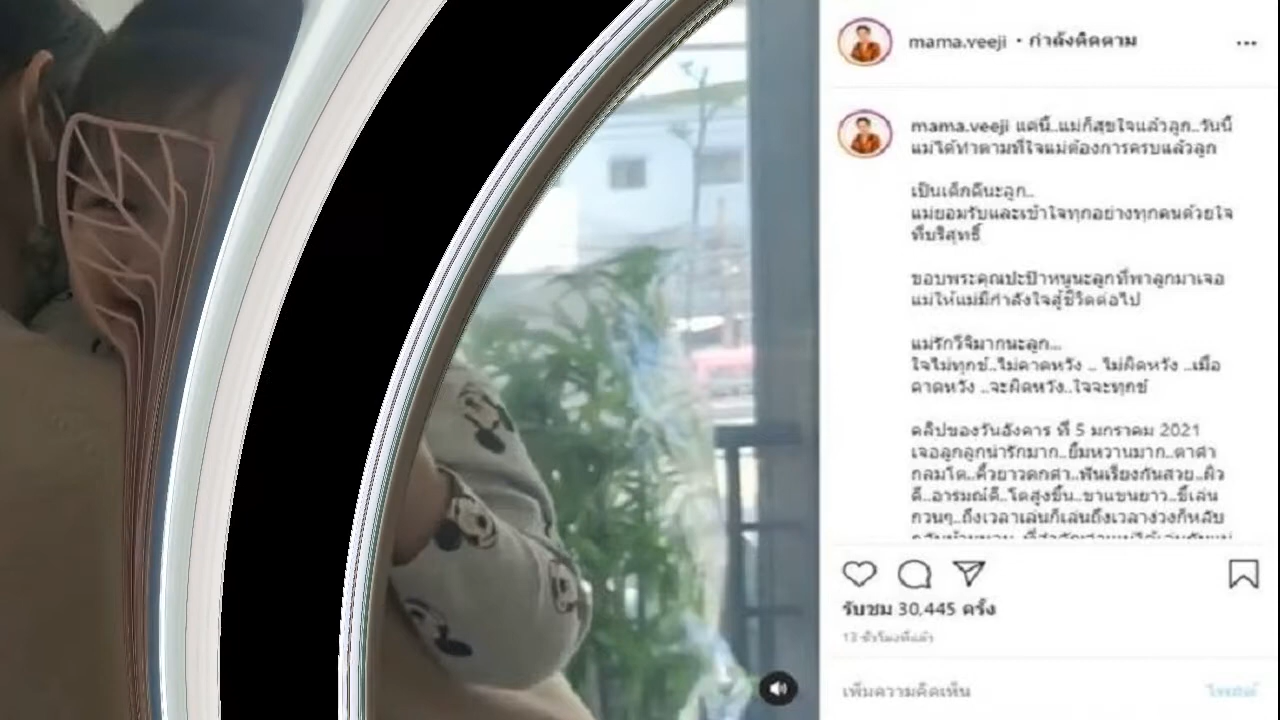 mama.veeji • กำลังติดตาม
mama.veeji แค่นี้..แม่ก็สุขใจแล้วลูก..วันนี้
แม่ได้ทำตามที่ใจแม่ต้องการครบแล้วลูก
เป็นเด็กดีนะลูก..
แม่ยอมรับและเข้าใจทุกอย่างทุกคนด้วยใจ
ที่บริสุทธิ์
ขอบพระคุณปะป๊าหนูนะลูกที่พาลูกมาเจอ
แม่ให้แม่มีกำลังใจสู้ชีวิตต่อไป
แม่รักวีจิมากนะลูก...
ใจไม่ทุกข์..ไม่คาดหวัง .. ไม่ผิดหวัง ..เมื่อ
คาดหวัง ..จะผิดหวัง..ใจจะทุกข์
คลิปของวันอังคาร ที่ 5 มกราคม 2021
เจอลูกลูกน่ารักมาก..ยิ้มหวานมาก..ตาดำ
กลมโต..คิ้วยาวดกดำ..ฟันเรียงกันสวย..ผิว
ดี..อารมณ์ดี..โตสูงขึ้น..ขาแขนยาว..ขี้เล่น
กวนๆ..ถึงเวลาเล่นก็เล่นถึงเวลาง่วงก็หลับ
รับชม 30,445 ครั้ง
13 ชั่วโมงที่แล้ว
เพิ่มความคิดเห็น
โพสต์